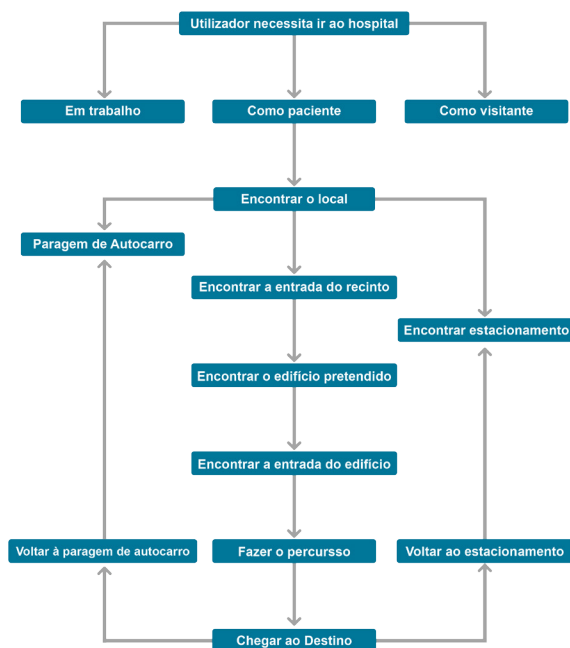 Utilizador necessita ir ao hospital
Em trabalho
Como paciente
Como visitante
Encontrar o local
Paragem de Autocarro
Encontrar a entrada do recinto
Encontrar estacionamento
Encontrar o edifício pretendido
Encontrar a entrada do edifício
Voltar à paragem de autocarro
Fazer o percursso
Voltar ao estacionamento
Chegar ao Destino